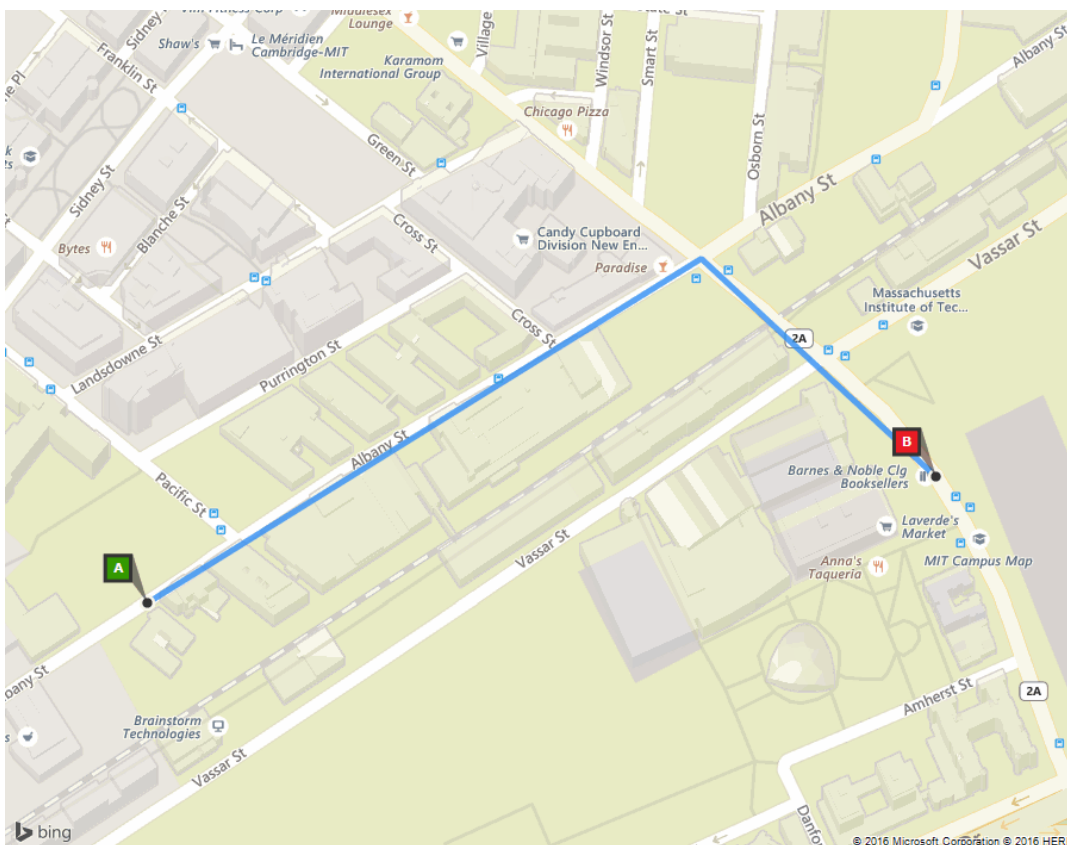 Sidney St
Middlesex
Lounge
Franklin St
Shaw's
Le Méridien
Cambridge-MIT
Karamom
International Group
Village
Windsor St
Smart St
Albany St
Chicago Pizza
Green St
Osborn St
Sidney St
Blanche St
Bytes
Cross St
Candy Cupboard
Division New En...
Paradise
Albany St
Vassar St
Massachusetts
Institute of Tec...
Cross St
2A
Landsdowne St
Purrington St
Albany St
Pacific St
B
Barnes & Noble Clg
Booksellers
Laverde's
Market
MIT Campus Map
Anna's
Taqueria
Vassar St
A
Amherst St
2A
Brainstorm
Technologies
Vassar St
bing
© 2016 Microsoft Corporation © 2016 HERE